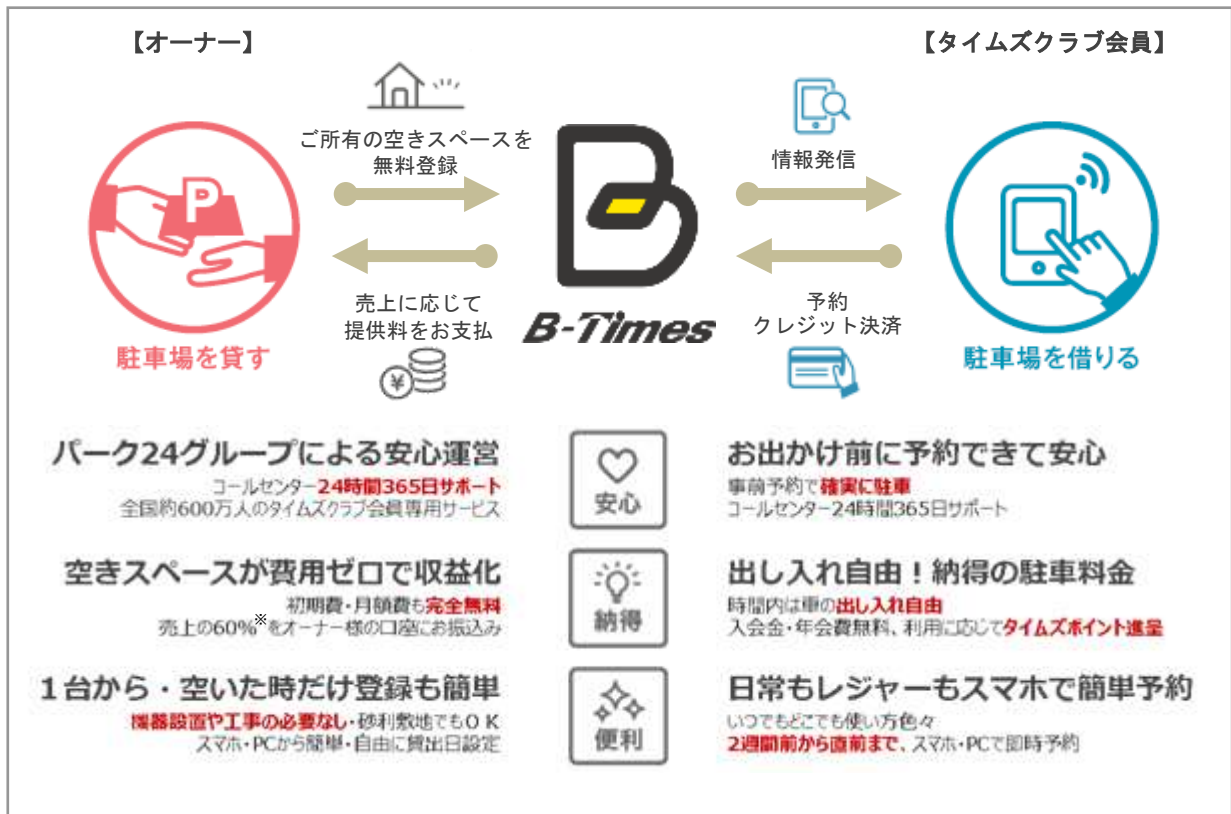 【オーナー】
【タイムズクラブ会員】
ご所有の空きスペースを
無料登録
情報発信
P
売上に応じて
提供料をお支払
¥
B-Times
予約
クレジット決済
駐車場を貸す
駐車場を借りる
パーク24グループによる安心運営
コールセンター24時間365日サポート
全国約600万人のタイムズクラブ会員専用サービス
安心
お出かけ前に予約できて安心
事前予約で確実に駐車
コールセンター24時間365日サポート
空きスペースが費用ゼロで収益化
初期費・月額費も完全無料
売上の60%※をオーナー様の口座にお振込み
納得
出し入れ自由！納得の駐車料金
時間内は車の出し入れ自由
入会金・年会費無料、利用に応じてタイムズポイント進呈
1台から・空いた時だけ登録も簡単
機器設置や工事の必要なし・砂利敷地でもＯＫ
スマホ・PCから簡単・自由に貸出日設定
便利
日常もレジャーもスマホで簡単予約
いつでもどこでも使い方色々
2週間前から直前まで、スマホ・PCで即時予約